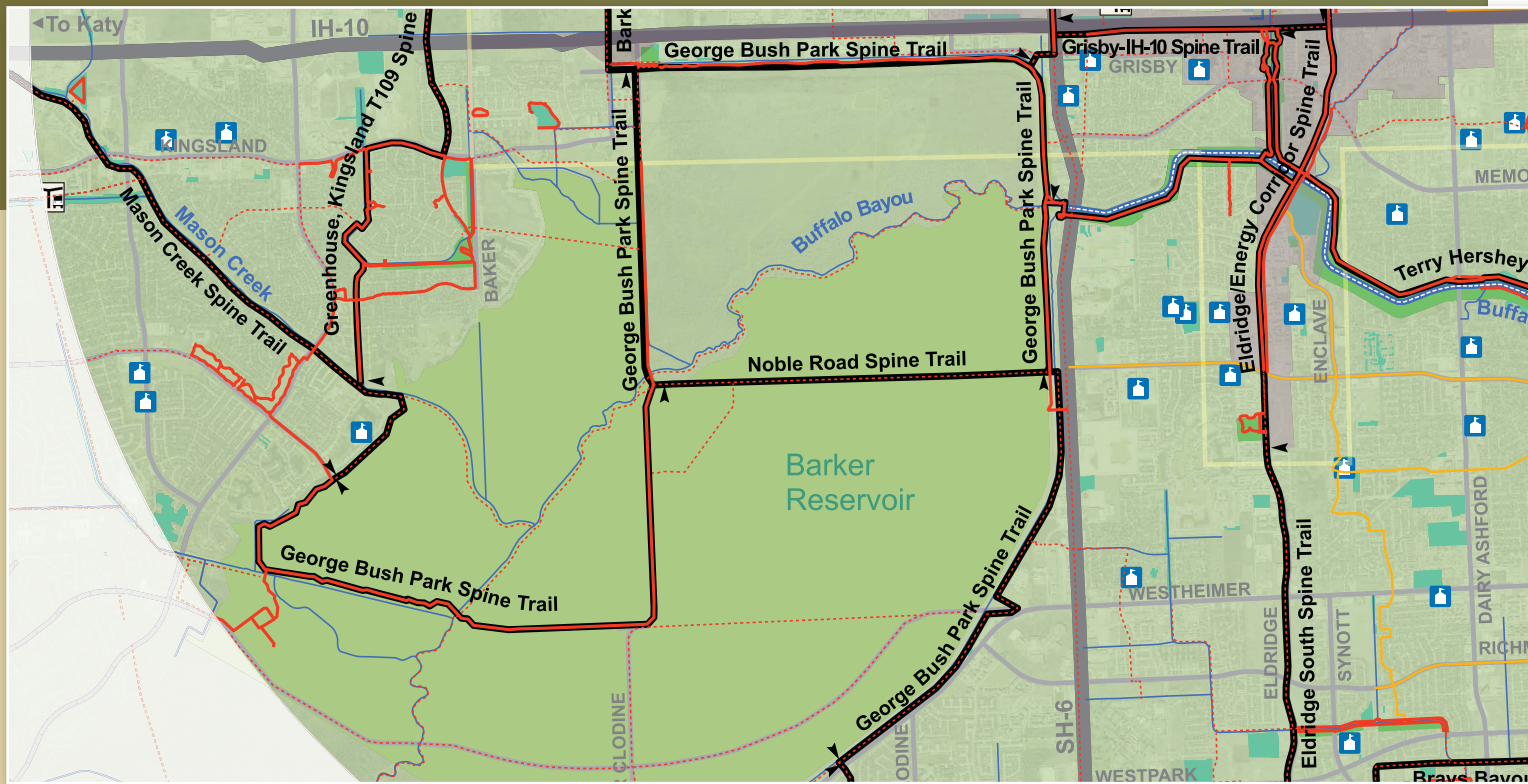 ◄To Katy
IH-10
Bark
George Bush Park Spine Trail
Grisby-IH-10 Spine Trail
GRISBY
KINGSLAND
Greenhouse, Kingsland T109 Spine
Mason Creek
Mason Creek Spine Trail
BAKER
George Bush Park Spine Trail
Buffalo Bayou
George Bush Park Spine Trail
Eldridge/Energy Corridor Spine Trail
MEMO
Terry Hershey
Buffa
ENCLAVE
Noble Road Spine Trail
Barker
Reservoir
George Bush Park Spine Trail
George Bush Park Spine Trail
WESTHEIMER
DAIRY ASHFORD
ELDRIDGE
Eldridge South Spine Trail
SYNOTT
RICHM
CLODINE
ODINE
SH-6
WESTPARK
Brays Bayo